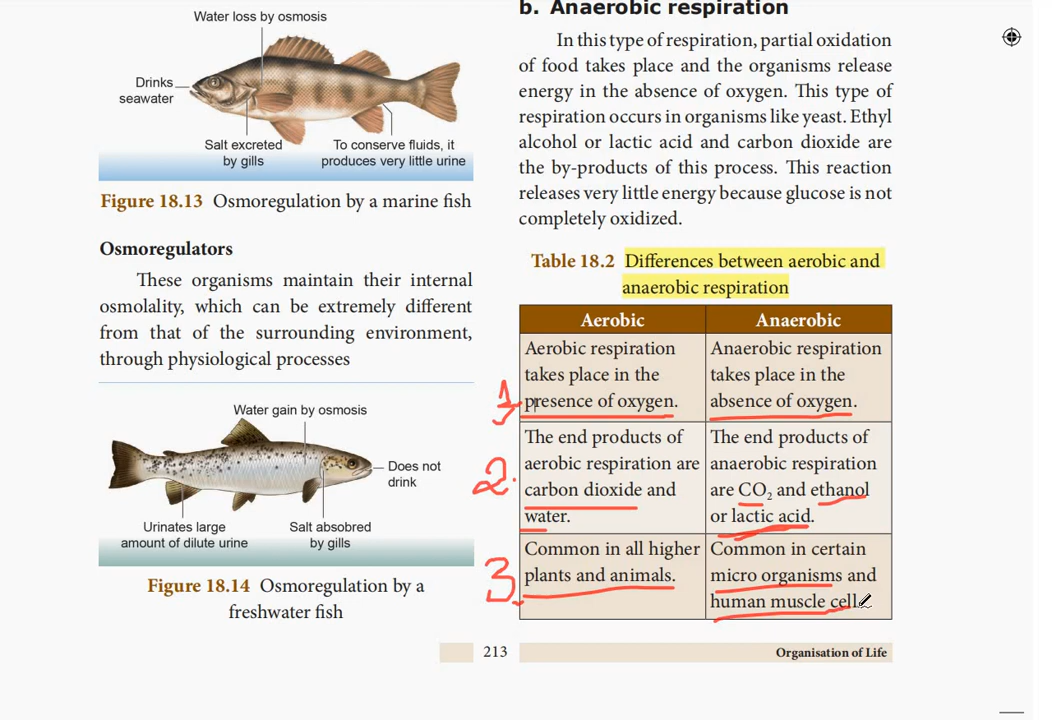 Water loss by osmosis
Drinks
seawater
Salt excreted
by gills
To conserve fluids, it
produces very little urine
Figure 18.13 Osmoregulation by a marine fish
Osmoregulators
These organisms maintain their internal
osmolality, which can be extremely different
from that of the surrounding environment,
through physiological processes
Water gain by osmosis
Does not
drink
Urinates large
amount of dilute urine
Salt absobred
by gills
Figure 18.14 Osmoregulation by a
freshwater fish
b. Anaerobic respiration
In this type of respiration, partial oxidation
of food takes place and the organisms release
energy in the absence of oxygen. This type of
respiration occurs in organisms like yeast. Ethyl
alcohol or lactic acid and carbon dioxide are
the by-products of this process. This reaction
releases very little energy because glucose is not
completely oxidized.
Table 18.2 Differences between aerobic and
anaerobic respiration
Aerobic
Anaerobic
1.
Aerobic respiration
takes place in the
presence of oxygen.
Anaerobic respiration
takes place in the
absence of oxygen.
2.
The end products of
aerobic respiration are
carbon dioxide and
water.
The end products of
anaerobic respiration
are CO₂ and ethanol
or lactic acid.
3.
Common in all higher
plants and animals.
Common in certain
micro organisms and
human muscle cell
213
Organisation of Life